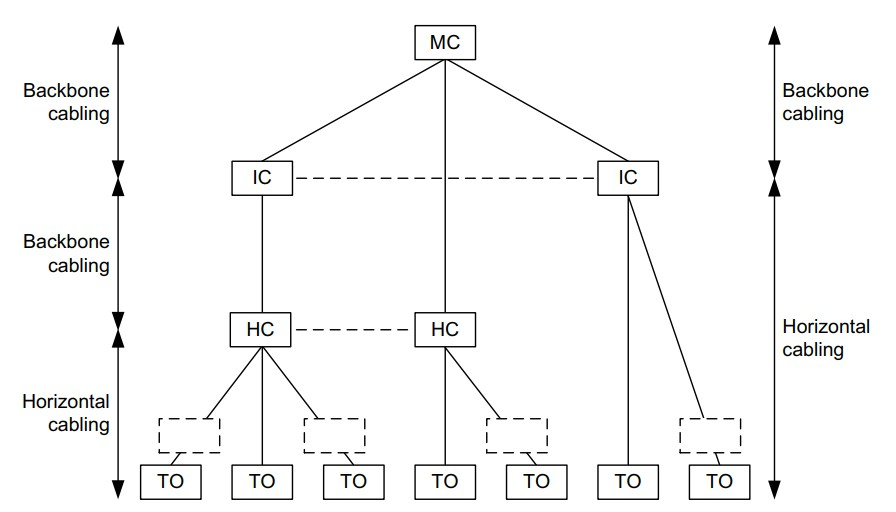 MC
Backbone
cabling
Backbone
cabling
IC
IC
Backbone
cabling
HC
HC
Horizontal
cabling
Horizontal
cabling
TO
TO
TO
TO
TO
TO
TO